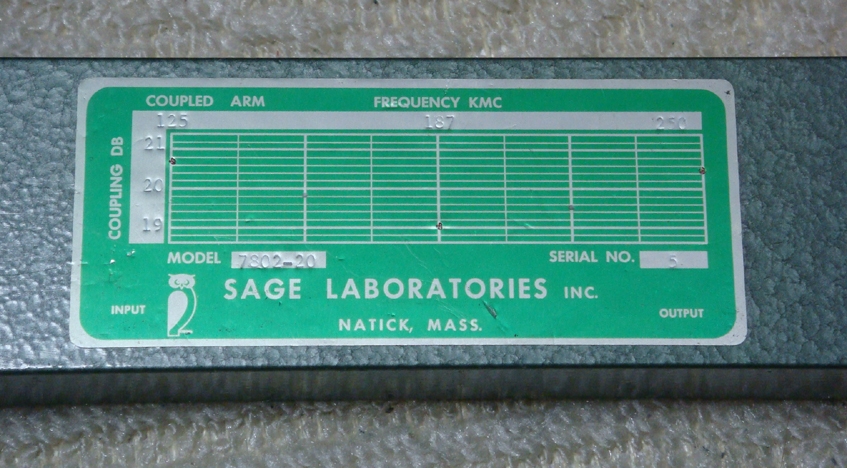 COUPLED ARM FREQUENCY KMC
125 187 250
COUPLING DB
21
20
19
MODEL 7802-20 SERIAL NO. 5
SAGE LABORATORIES INC.
INPUT NATICK, MASS. OUTPUT